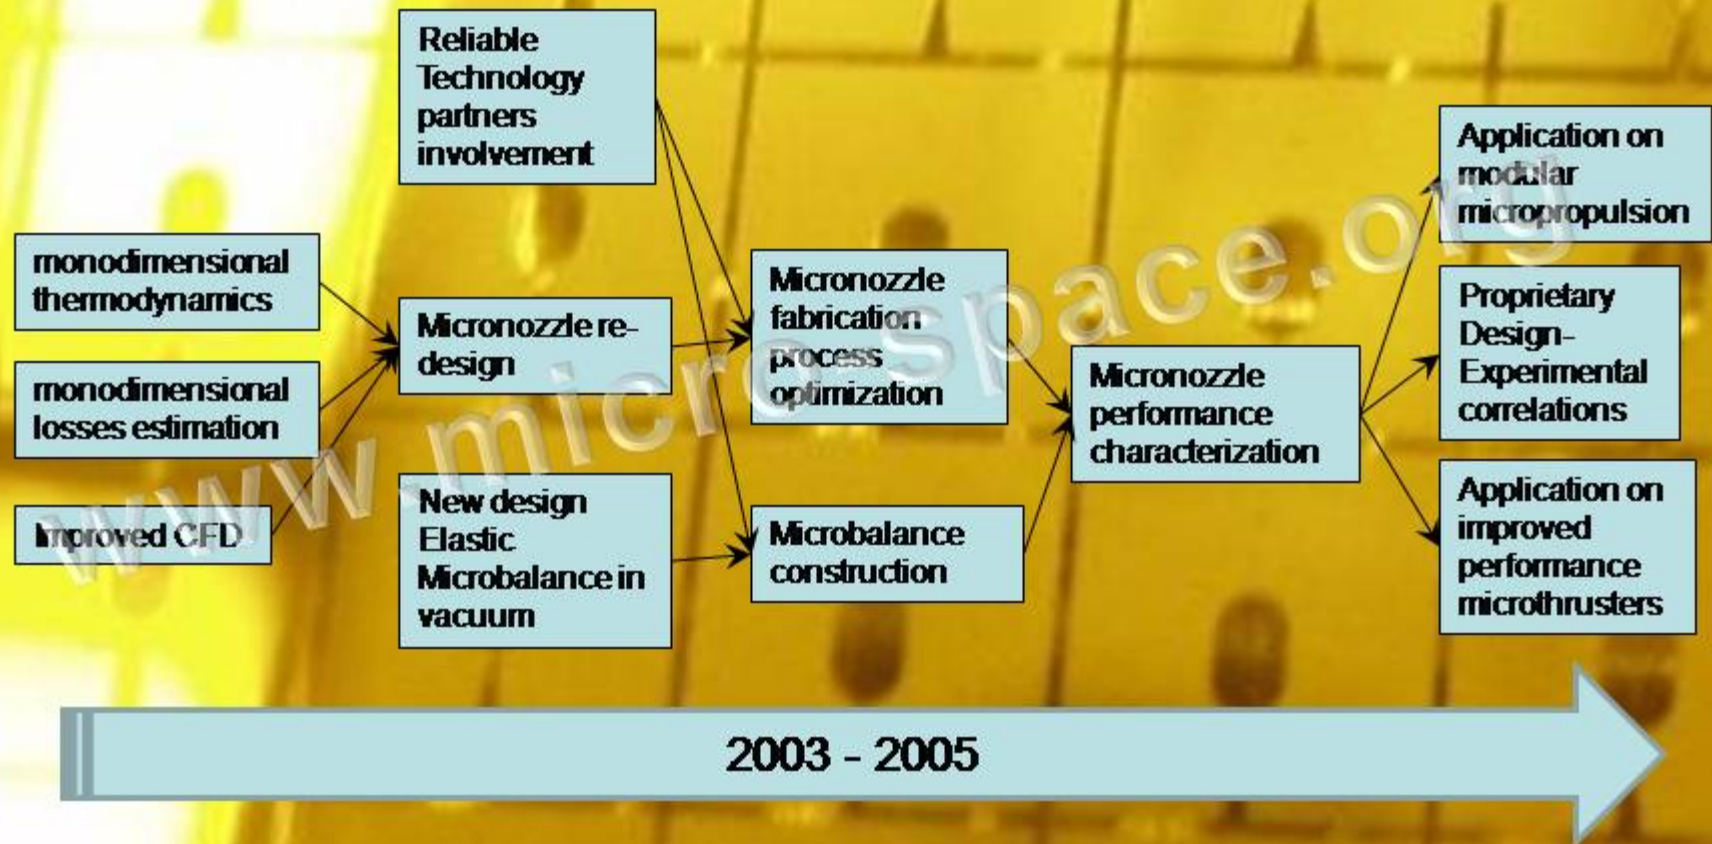 Reliable
Technology
partners
involvement
monodimensional
thermodynamics
monodimensional
losses estimation
Improved CFD
Micronozzle re-
design
New design
Elastic
Microbalance in
vacuum
Micronozzle
fabrication
process
optimization
Microbalance
construction
Micronozzle
performance
characterization
Application on
modular
micropropulsion
Proprietary
Design-
Experimental
correlations
Application on
improved
performance
microthrusters
www.micro-space.org
2003 - 2005